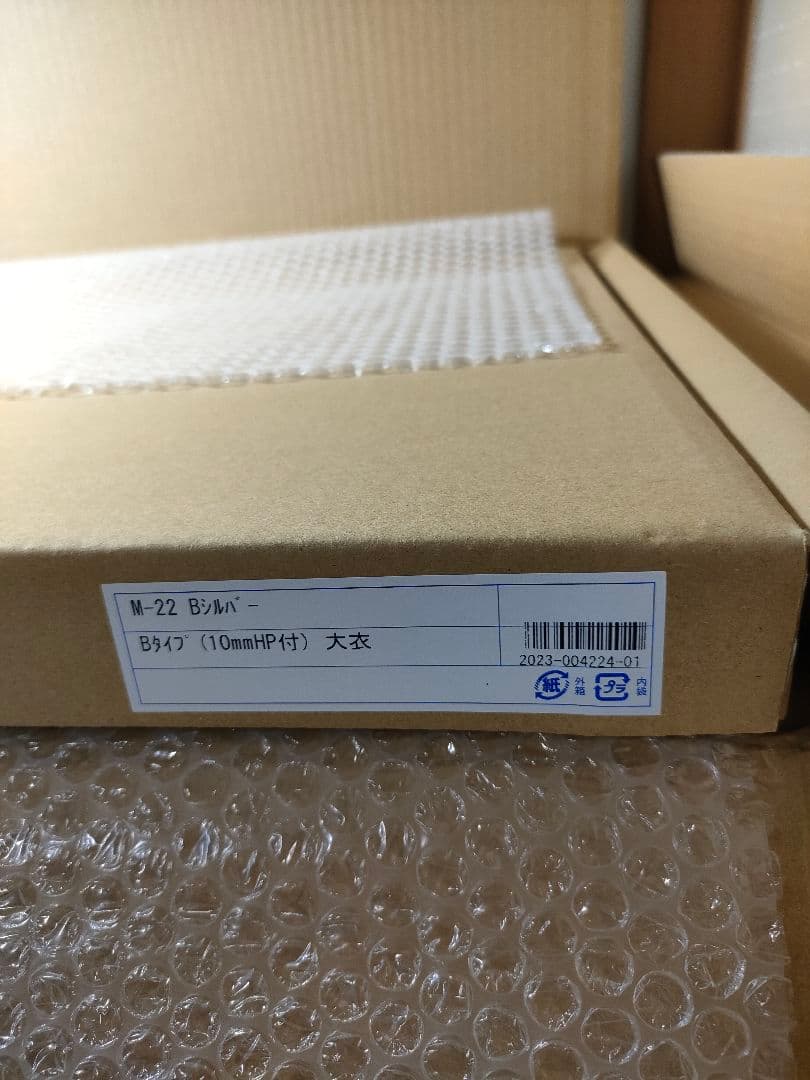 M-22 Bシルバー
Bタイプ (10mmHP付) 大衣
2023-004224-01
紙 外箱 プラ 内袋